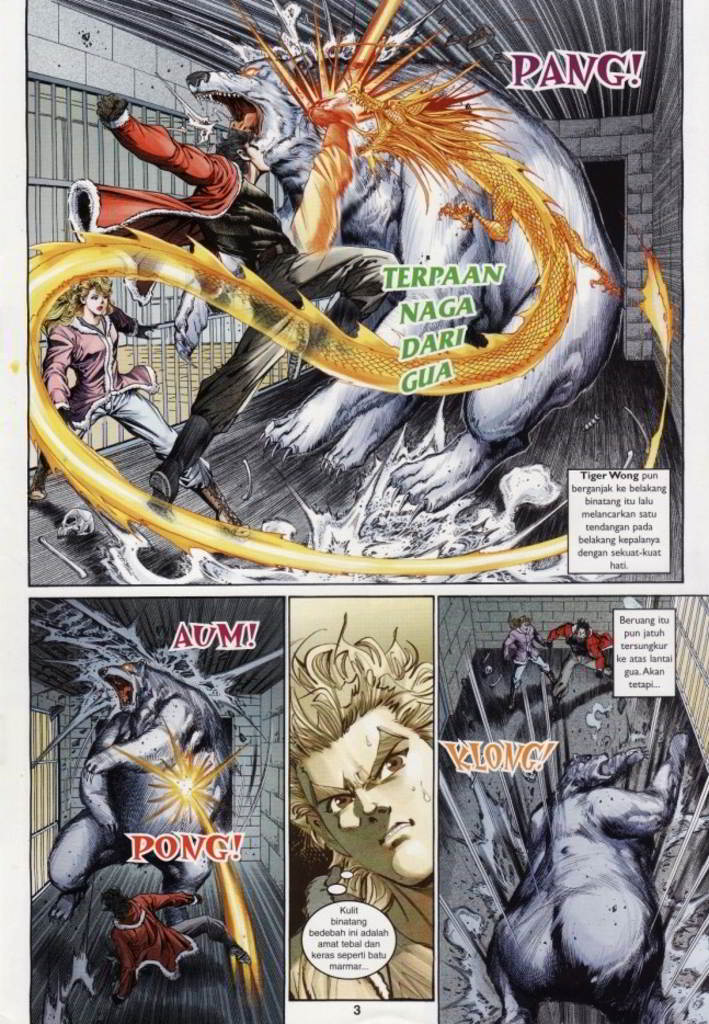 PANG!
TERPAAN
NAGA
DARI
GUA
Tiger Wong pun
berganjak ke belakang
binatang itu lalu
melancarkan satu
tendangan pada
belakang kepalanya
dengan sekuat-kuat
hati.
AUM!
PONG!
Kulit
binatang
bedebah ini adalah
amat tebal dan
keras seperti batu
marmar...
Beruang itu
pun jatuh
tersungkur
ke atas lantai
gua. Akan
tetapi...
KLONG!
3